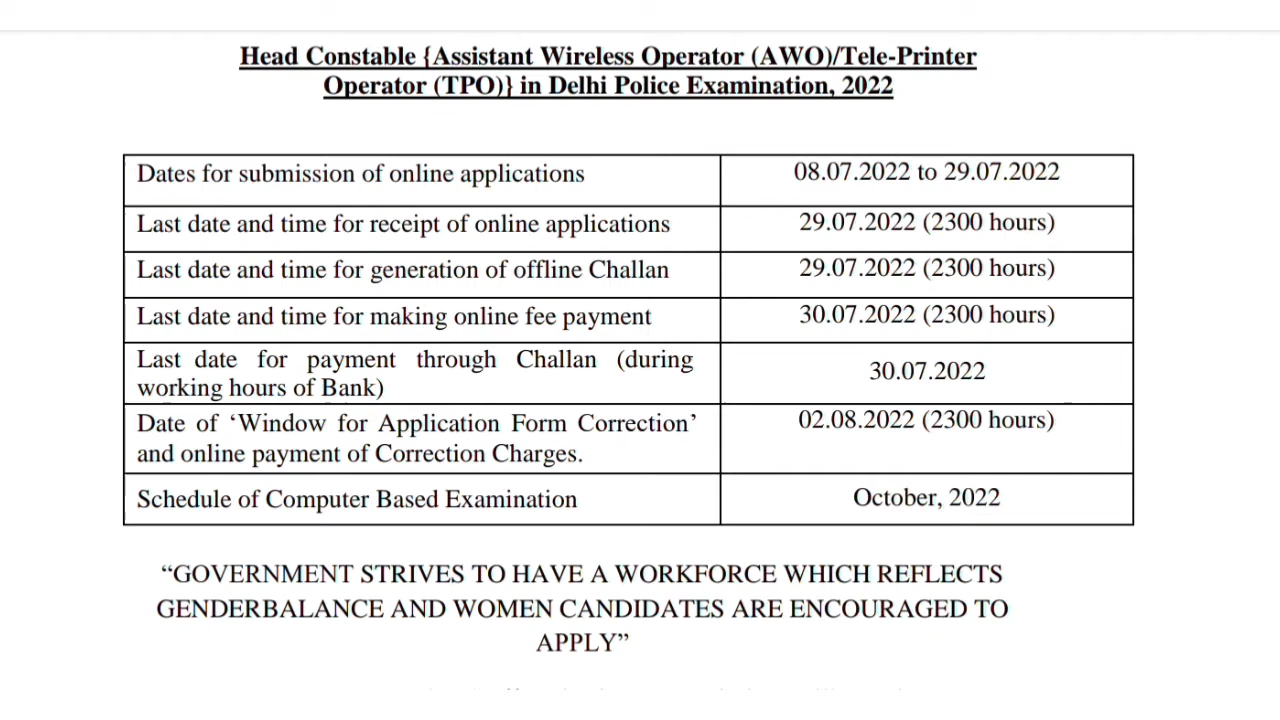 Head Constable {Assistant Wireless Operator (AWO)/Tele-Printer
Operator (TPO)} in Delhi Police Examination, 2022
Dates for submission of online applications 08.07.2022 to 29.07.2022
Last date and time for receipt of online applications 29.07.2022 (2300 hours)
Last date and time for generation of offline Challan 29.07.2022 (2300 hours)
Last date and time for making online fee payment 30.07.2022 (2300 hours)
Last date for payment through Challan (during
working hours of Bank) 30.07.2022
Date of ‘Window for Application Form Correction’ 02.08.2022 (2300 hours)
and online payment of Correction Charges.
Schedule of Computer Based Examination October, 2022
“GOVERNMENT STRIVES TO HAVE A WORKFORCE WHICH REFLECTS
GENDERBALANCE AND WOMEN CANDIDATES ARE ENCOURAGED TO
APPLY”